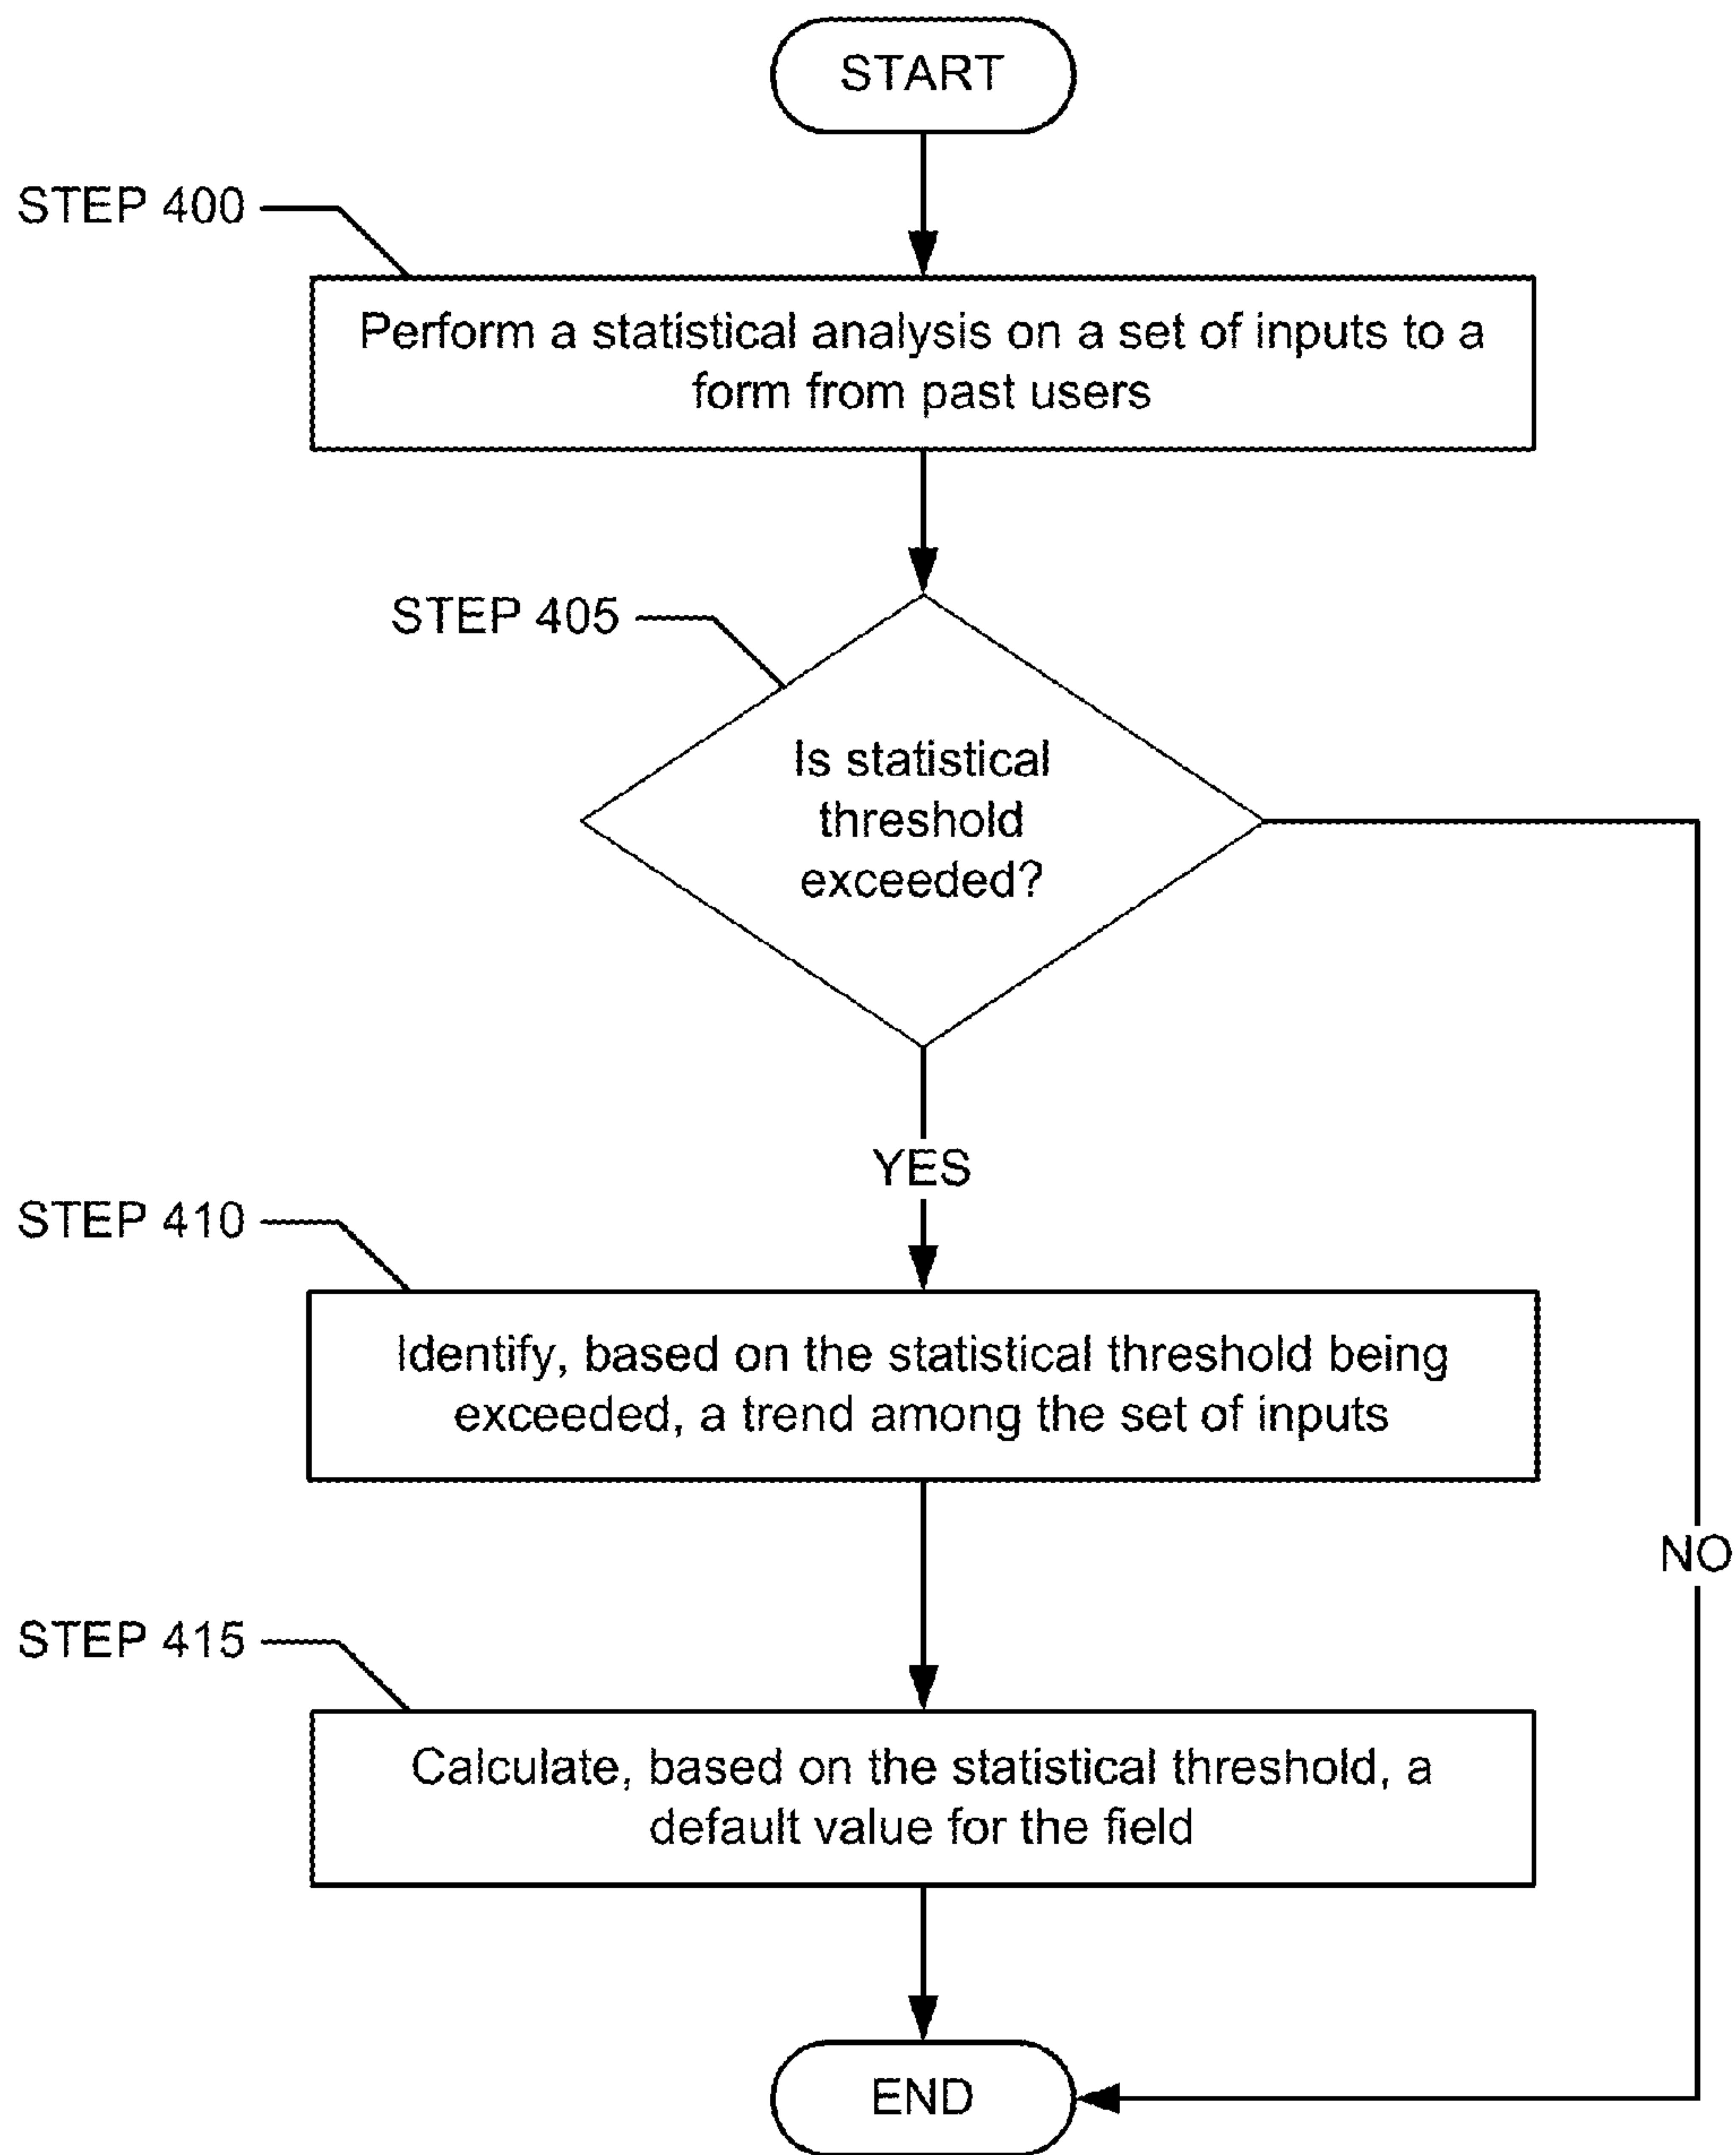 START
STEP 400
Perform a statistical analysis on a set of inputs to a
form from past users
STEP 405
Is statistical
threshold
exceeded?
YES
STEP 410
Identify, based on the statistical threshold being
exceeded, a trend among the set of inputs
NO
STEP 415
Calculate, based on the statistical threshold, a
default value for the field
END